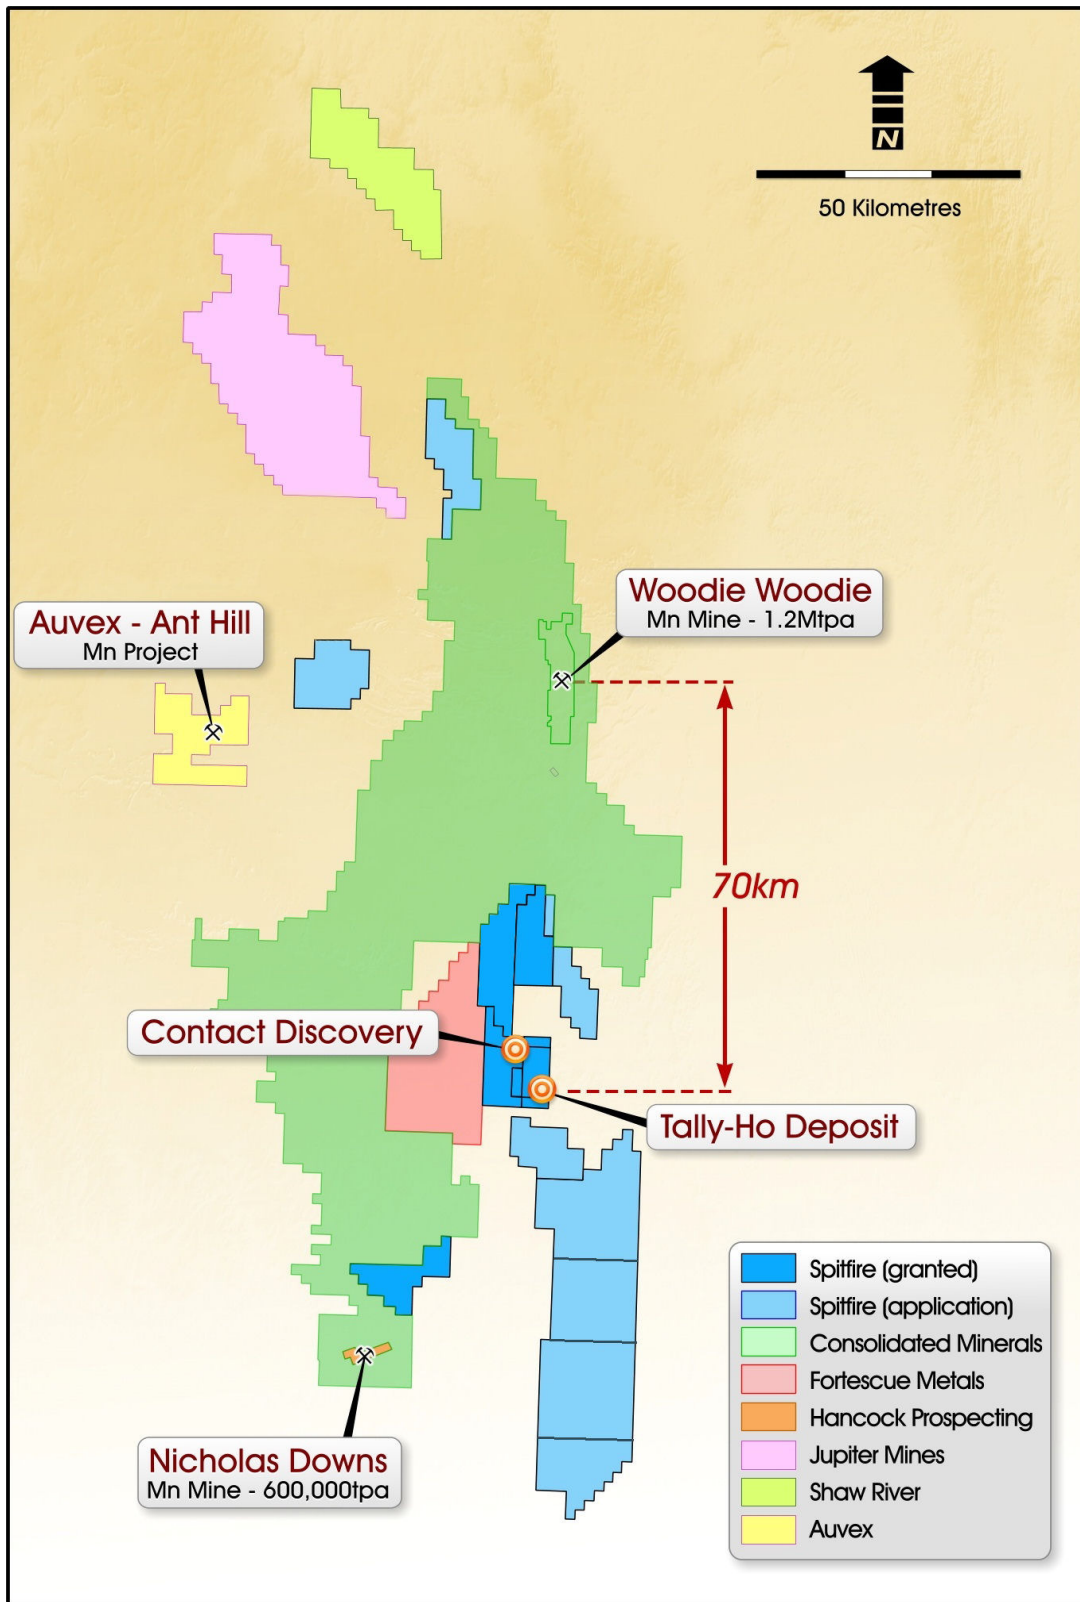 N
50 Kilometres
Woodie Woodie
Mn Mine - 1.2Mtpa
Auvex - Ant Hill
Mn Project
70km
Contact Discovery
Tally-Ho Deposit
Nicholas Downs
Mn Mine - 600,000tpa
Spitfire (granted)
Spitfire (application)
Consolidated Minerals
Fortescue Metals
Hancock Prospecting
Jupiter Mines
Shaw River
Auvex